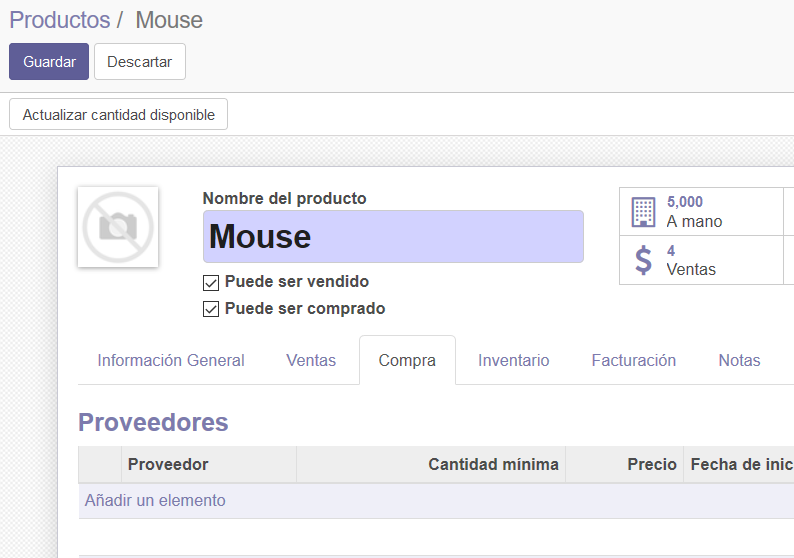 Productos / Mouse
Guardar Descartar
Actualizar cantidad disponible
Nombre del producto
Mouse
Puede ser vendido
Puede ser comprado
5,000
A mano
4
Ventas
Información General Ventas Compra Inventario Facturación Notas
Proveedores
Proveedor Cantidad mínima Precio Fecha de inic
Añadir un elemento